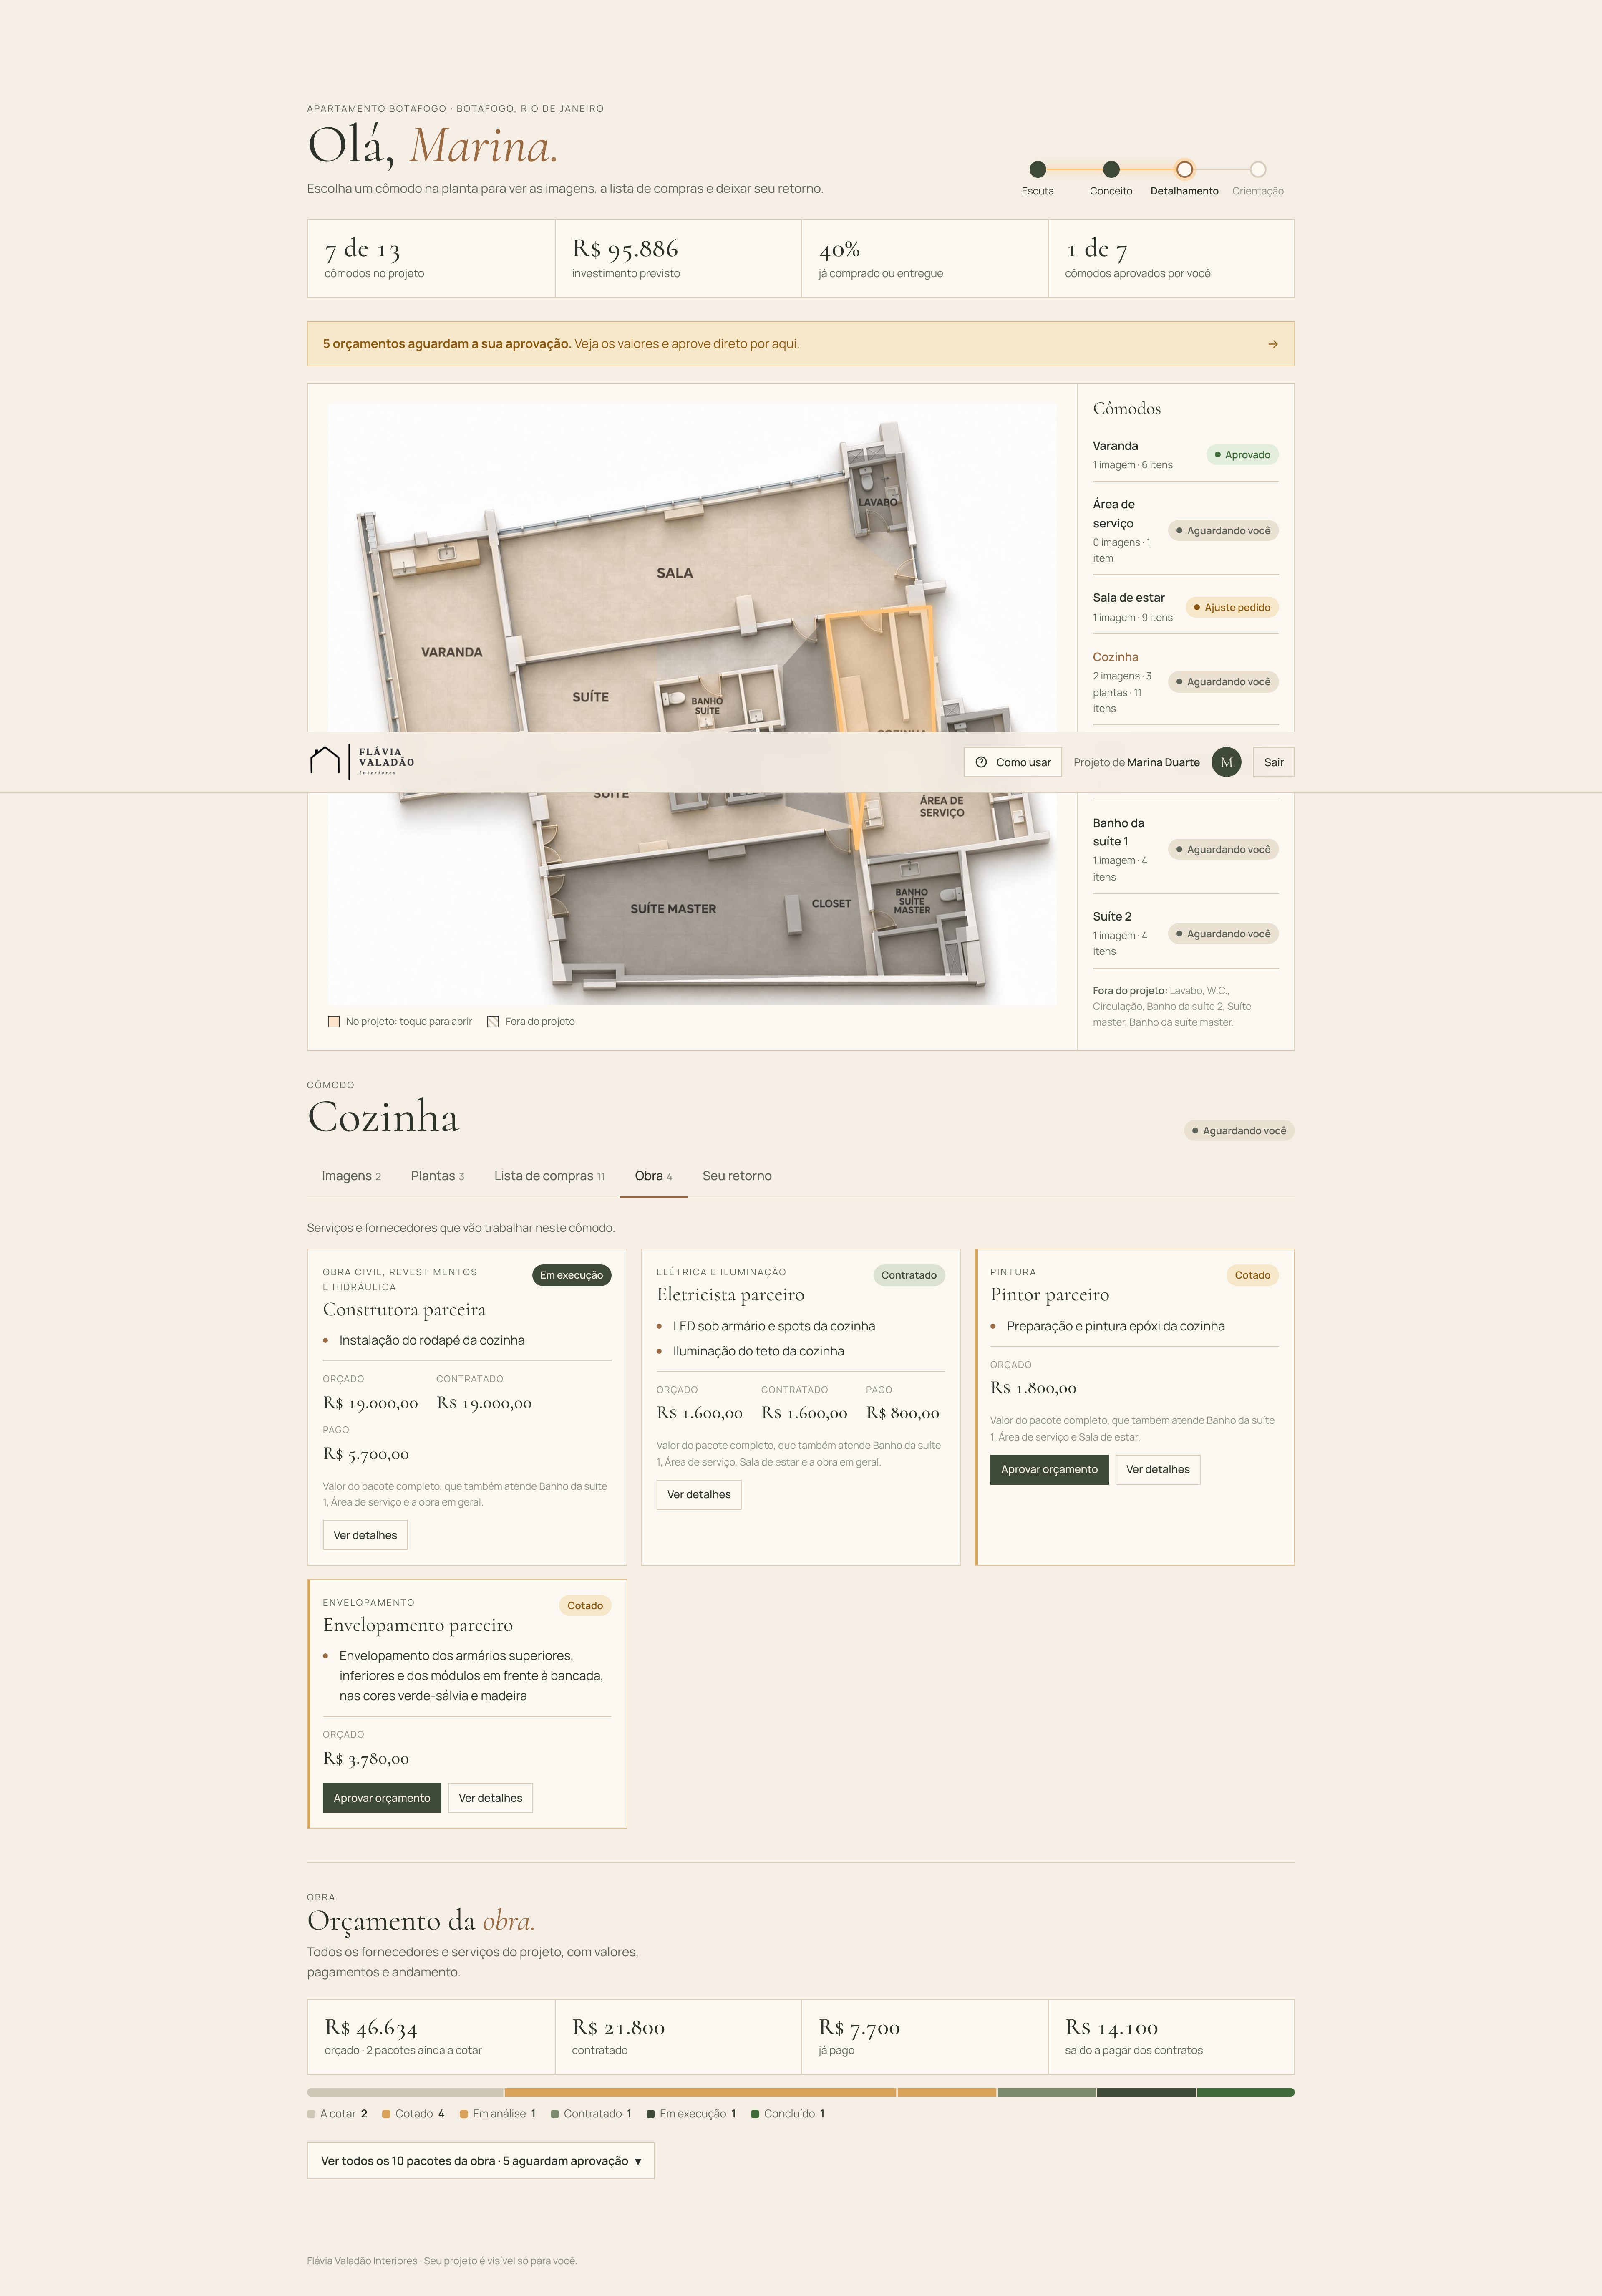 APARTAMENTO BOTAFOGO · BOTAFOGO, RIO DE JANEIRO
Olá, Marina.
Escolha um cômodo na planta para ver as imagens, a lista de compras e deixar seu retorno.
Escuta
Conceito
Detalhamento
Orientação
7 de 13
cômodos no projeto
R$ 95.886
investimento previsto
40%
já comprado ou entregue
1 de 7
cômodos aprovados por você
5 orçamentos aguardam a sua aprovação. Veja os valores e aprove direto por aqui.
→
LAVABO
SALA
VARANDA
SUÍTE
BANHO
SUÍTE
Cômodos
Varanda
1 imagem · 6 itens
Aprovado
Área de
serviço
0 imagens · 1
item
Aguardando você
Sala de estar
1 imagem · 9 itens
Ajuste pedido
Cozinha
2 imagens · 3
plantas · 11
itens
Aguardando você
FLÁVIA
VALADÃO
Interiores
Como usar
Projeto de Marina Duarte
M
Sair
SUÍTE
ÁREA DE
SERVIÇO
SUÍTE MASTER
CLOSET
BANHO
SUÍTE
MASTER
Banho da
suíte 1
1 imagem · 4
itens
Aguardando você
Suíte 2
1 imagem · 4
itens
Aguardando você
Fora do projeto: Lavabo, W.C.,
Circulação, Banho da suíte 2, Suíte
master, Banho da suíte master.
No projeto: toque para abrir
Fora do projeto
CÔMODO
Cozinha
Aguardando você
Imagens 2
Plantas 3
Lista de compras 11
Obra 4
Seu retorno
Serviços e fornecedores que vão trabalhar neste cômodo.
OBRA CIVIL, REVESTIMENTOS
E HIDRÁULICA
Em execução
Construtora parceira
Instalação do rodapé da cozinha
ORÇADO
R$ 19.000,00
CONTRATADO
R$ 19.000,00
PAGO
R$ 5.700,00
Valor do pacote completo, que também atende Banho da suíte
1, Área de serviço e a obra em geral.
Ver detalhes
ELÉTRICA E ILUMINAÇÃO
Contratado
Eletricista parceiro
LED sob armário e spots da cozinha
Iluminação do teto da cozinha
ORÇADO
R$ 1.600,00
CONTRATADO
R$ 1.600,00
PAGO
R$ 800,00
Valor do pacote completo, que também atende Banho da suíte
1, Área de serviço, Sala de estar e a obra em geral.
Ver detalhes
PINTURA
Cotado
Pintor parceiro
Preparação e pintura epóxi da cozinha
ORÇADO
R$ 1.800,00
Valor do pacote completo, que também atende Banho da suíte
1, Área de serviço e Sala de estar.
Aprovar orçamento
Ver detalhes
ENVELOPAMENTO
Cotado
Envelopamento parceiro
Envelopamento dos armários superiores,
inferiores e dos módulos em frente à bancada,
nas cores verde-sálvia e madeira
ORÇADO
R$ 3.780,00
Aprovar orçamento
Ver detalhes
OBRA
Orçamento da obra.
Todos os fornecedores e serviços do projeto, com valores,
pagamentos e andamento.
R$ 46.634
orçado · 2 pacotes ainda a cotar
R$ 21.800
contratado
R$ 7.700
já pago
R$ 14.100
saldo a pagar dos contratos
A cotar 2
Cotado 4
Em análise 1
Contratado 1
Em execução 1
Concluído 1
Ver todos os 10 pacotes da obra · 5 aguardam aprovação ▾
Flávia Valadão Interiores · Seu projeto é visível só para você.